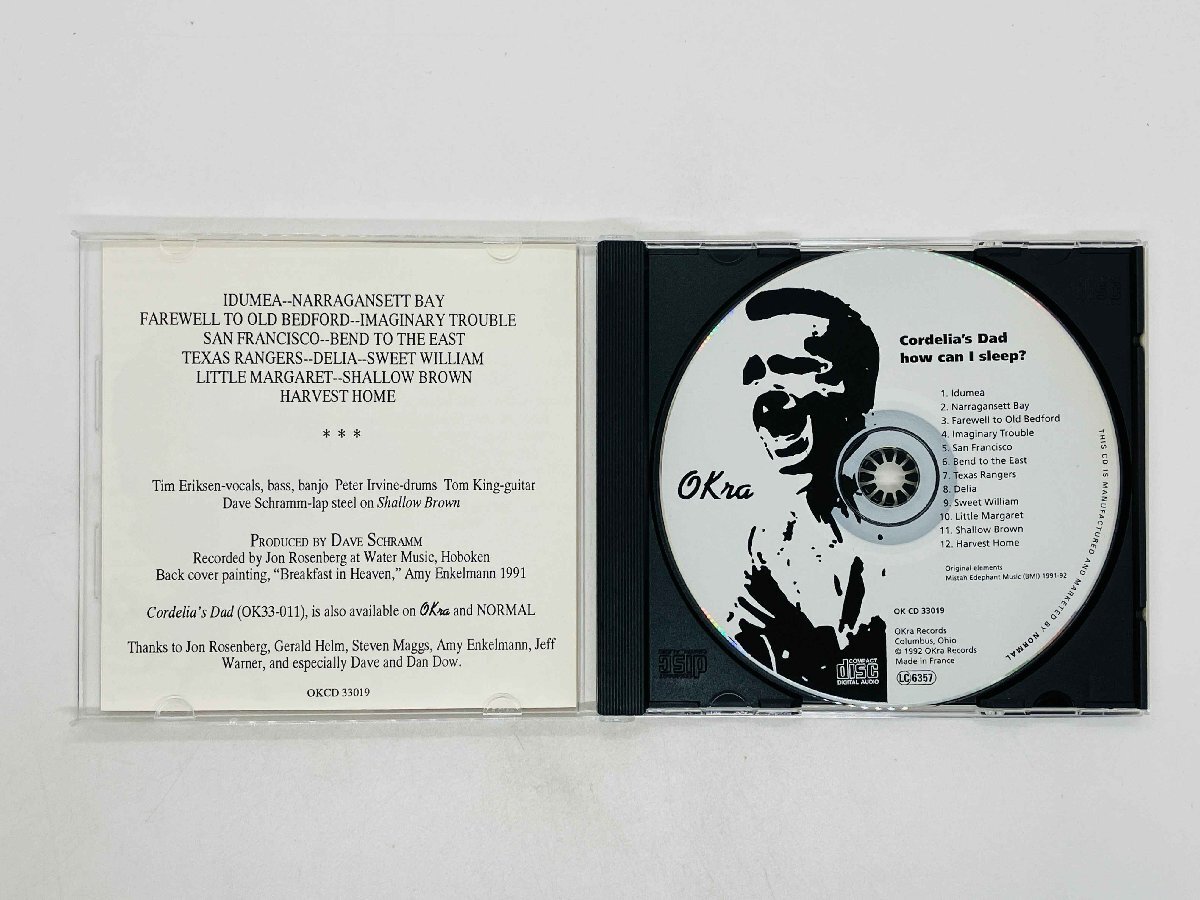 IDUMEA--NARRAGANSETT BAY
FAREWELL TO OLD BEDFORD--IMAGINARY TROUBLE
SAN FRANCISCO--BEND TO THE EAST
TEXAS RANGERS--DELIA--SWEET WILLIAM
LITTLE MARGARET--SHALLOW BROWN
HARVEST HOME
* * *
Tim Eriksen-vocals, bass, banjo Peter Irvine-drums Tom King-guitar
Dave Schramm-lap steel on Shallow Brown
PRODUCED BY DAVE SCHRAMM
Recorded by Jon Rosenberg at Water Music, Hoboken
Back cover painting, “Breakfast in Heaven,” Amy Enkelmann 1991
Cordelia's Dad (OK33-011), is also available on OKra and NORMAL
Thanks to Jon Rosenberg, Gerald Helm, Steven Maggs, Amy Enkelmann, Jeff
Warner, and especially Dave and Dan Dow.
OKCD 33019
Cordelia's Dad
how can I sleep?
1. Idumea
2. Narragansett Bay
3. Farewell to Old Bedford
4. Imaginary Trouble
5. San Francisco
6. Bend to the East
7. Texas Rangers
8. Delia
9. Sweet William
10. Little Margaret
11. Shallow Brown
12. Harvest Home
Original elements
Mistah Edephant Music (BMI) 1991-92
OKra
OK CD 33019
OKra Records
Columbus, Ohio
© 1992 OKra Records
Made in France
LC 6357
COMPACT
disc
DIGITAL AUDIO
THIS CD IS MANUFACTURED AND MARKETED BY NORMAL